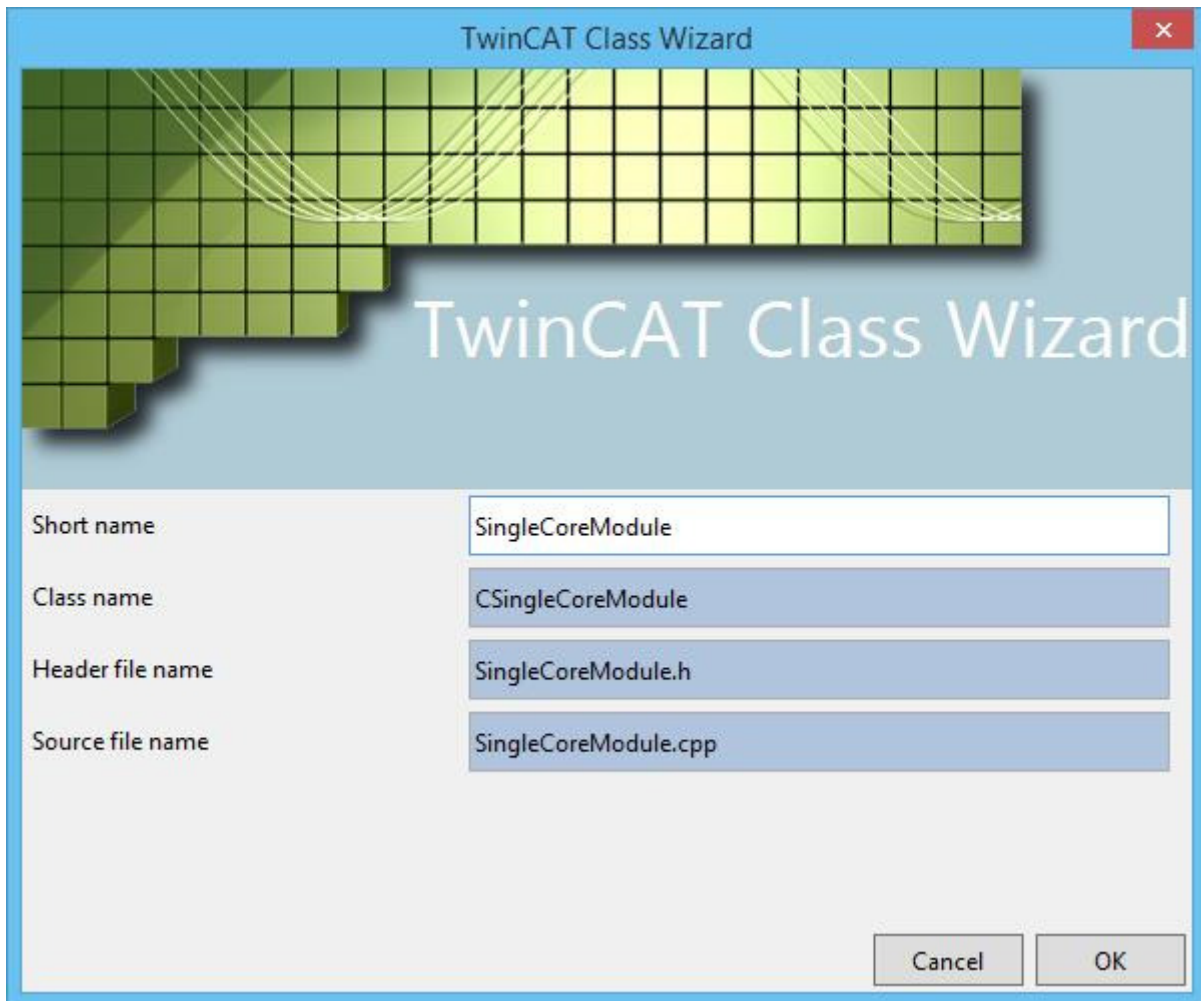 TwinCAT Class Wizard
TwinCAT Class Wizard
Short name SingleCoreModule
Class name CSingleCoreModule
Header file name SingleCoreModule.h
Source file name SingleCoreModule.cpp
Cancel OK